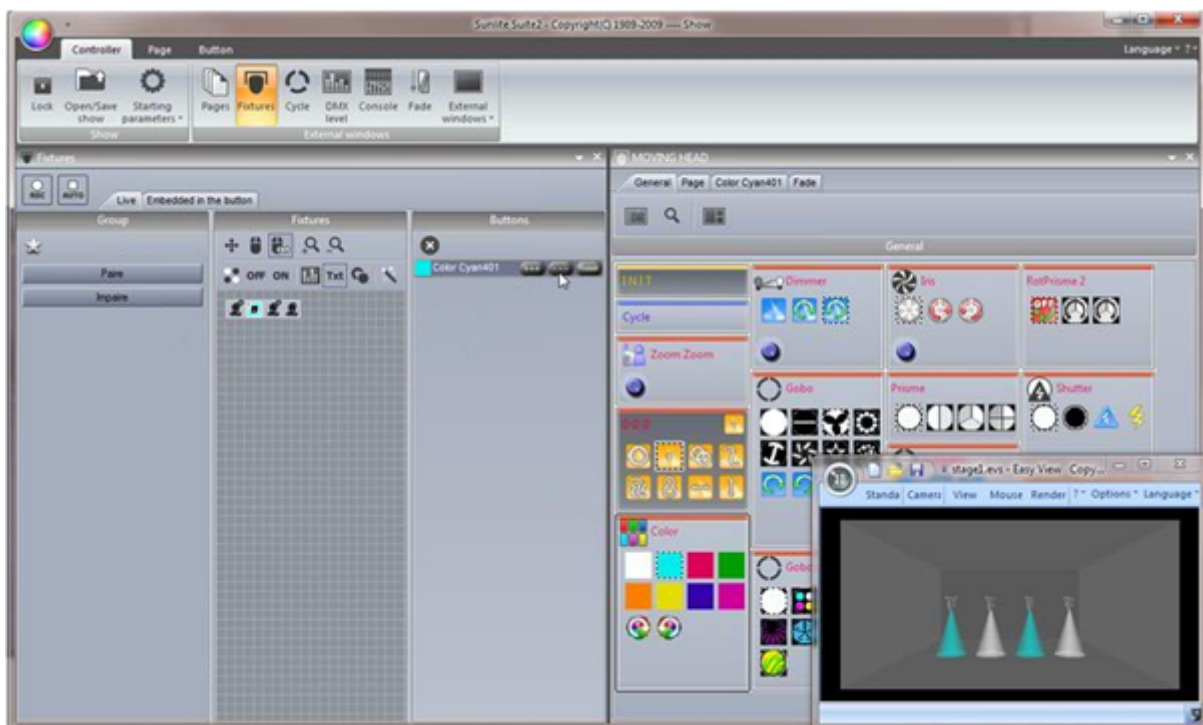 Sunlite Suite2 - Copyright(C) 1989-2009 ---- Show
Controller Page Button
Language ?
Lock Open/Save show Starting parameters Pages Fixtures Cycle DMX level Console Fade External windows
Show External windows
Fixtures
MOVING HEAD
REC AUTO Live Embedded in the button
General Page Color Cyan401 Fade
Group Fixtures Buttons
General
OFF ON Txt
Color Cyan401
Paire
Impaire
INIT
Cycle
Zoom Zoom
Dimmer
Iris
RotPrisme 2
OFF
Gobo
Prisme
Shutter
Color
Gobo
stage1.evs - Easy View Copy...
Standa Camera View Mouse Render ? Options Language